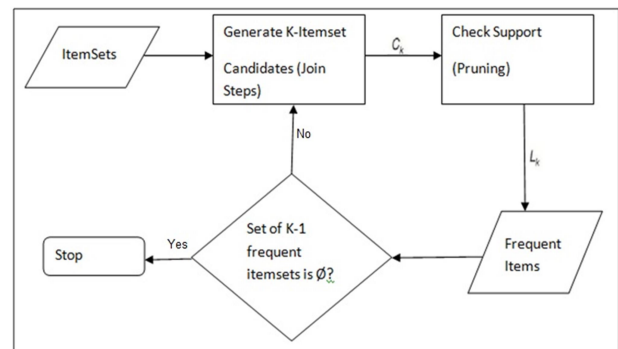 ItemSets
Generate K-Itemset
Candidates (Join
Steps)
Cₖ
Check Support
(Pruning)
Lₖ
No
Set of K-1
frequent
itemsets is Ø?
Yes
Stop
Frequent
Items